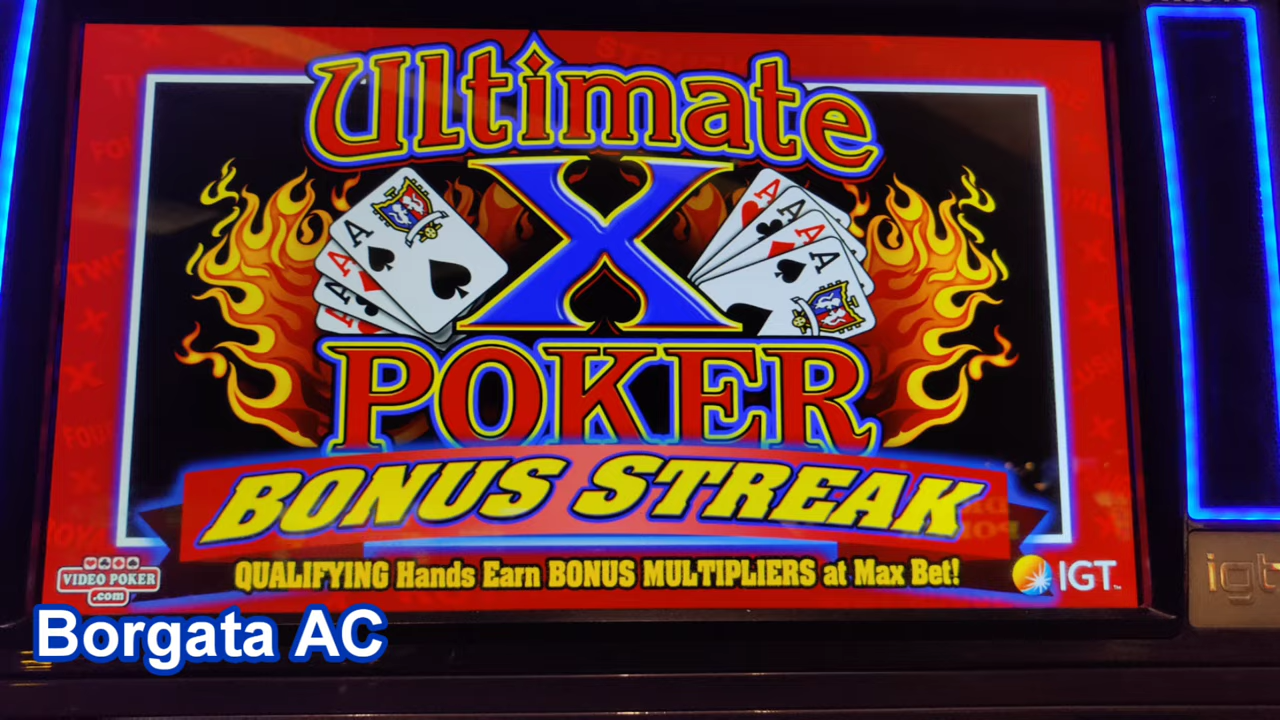 Ultimate
X
POKER
BONUS STREAK
QUALIFYING Hands Earn BONUS MULTIPLIERS at Max Bet!
VIDEO POKER
.com
IGT
igt
Borgata AC
A
A
A
A
A
A